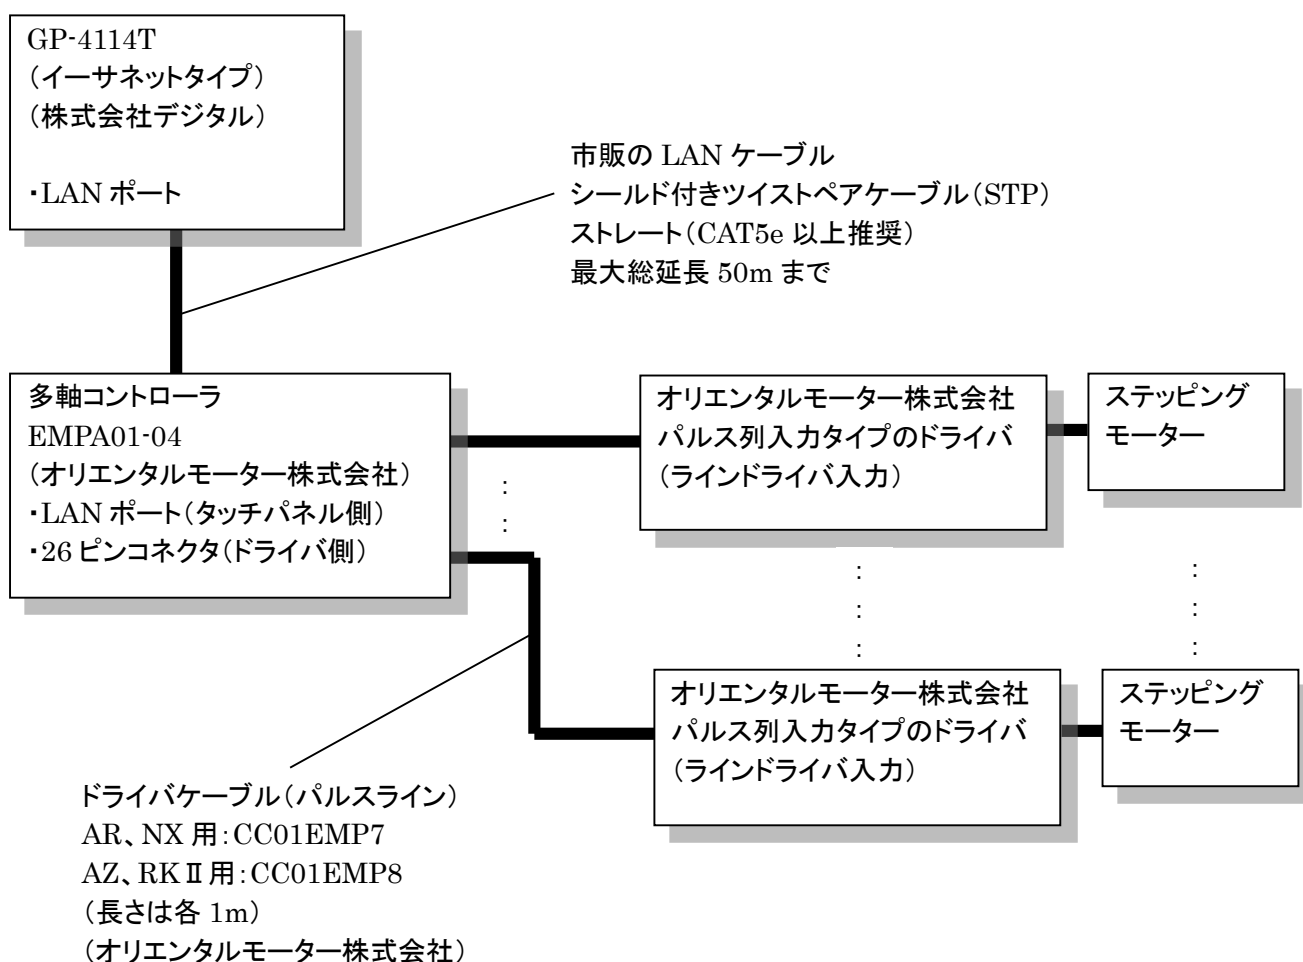 GP-4114T
（イーサネットタイプ）
（株式会社デジタル）
・LAN ポート
市販の LAN ケーブル
シールド付きツイストペアケーブル（STP）
ストレート（CAT5e 以上推奨）
最大総延長 50m まで
多軸コントローラ
EMPA01-04
（オリエンタルモーター株式会社）
・LAN ポート（タッチパネル側）
・26 ピンコネクタ（ドライバ側）
：
：
オリエンタルモーター株式会社
パルス列入力タイプのドライバ
（ラインドライバ入力）
ステッピング
モーター
：
：
：
：
：
：
オリエンタルモーター株式会社
パルス列入力タイプのドライバ
（ラインドライバ入力）
ステッピング
モーター
ドライバケーブル（パルスライン）
AR、NX 用：CC01EMP7
AZ、RKⅡ用：CC01EMP8
（長さは各 1m）
（オリエンタルモーター株式会社）